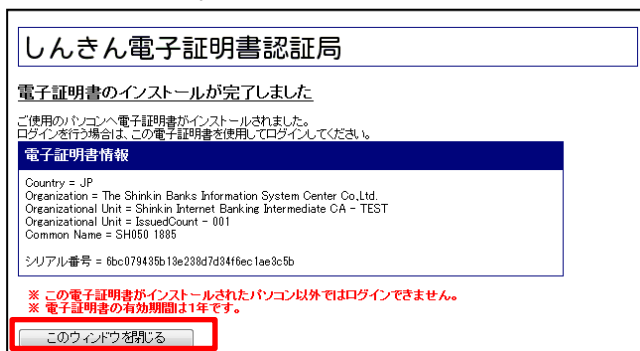 しんきん電子証明書認証局
電子証明書のインストールが完了しました
ご使用のパソコンへ電子証明書がインストールされました。
ログインを行う場合は、この電子証明書を使用してログインしてください。
電子証明書情報
Country = JP
Organization = The Shinkin Banks Information System Center Co,Ltd.
Organizational Unit = Shinkin Internet Banking Intermediate CA - TEST
Organizational Unit = IssuedCount - 001
Common Name = SH050 1885
シリアル番号 = 6bc079435b13e238d7d34f6ec1ae3c5b
※ この電子証明書がインストールされたパソコン以外ではログインできません。
※ 電子証明書の有効期間は1年です。
このウィンドウを閉じる